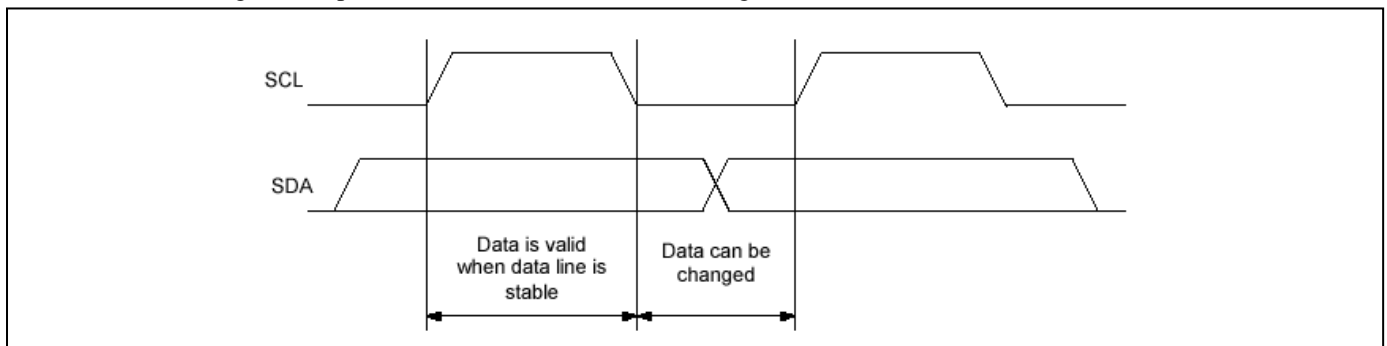 SCL
SDA
Data is valid
when data line is
stable
Data can be
changed